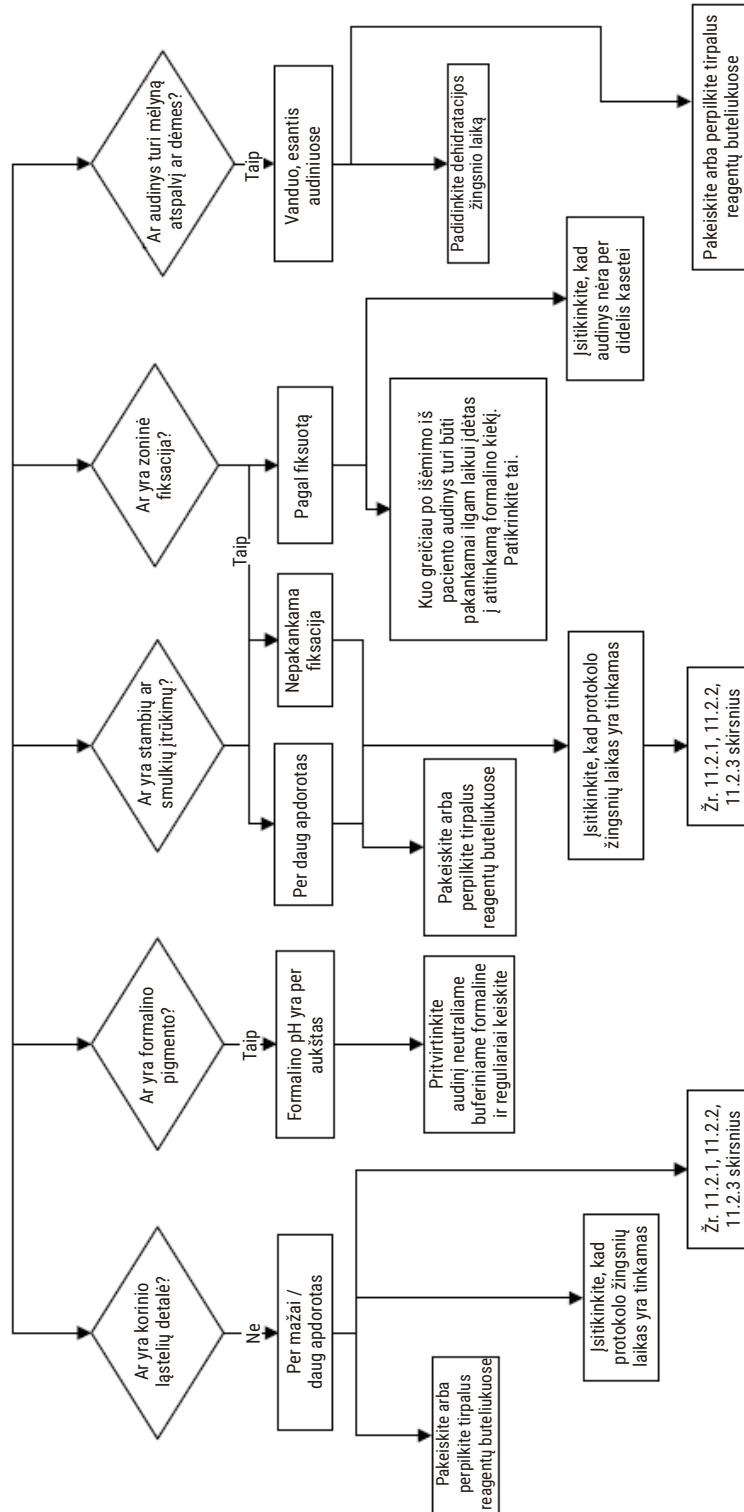 Ar yra korinio
ląstelių detalė?
Ne
Per mažai /
daug apdorotas
Pakeiskite arba
perpilkite tirpalus
reagentų buteliukuose
Įsitikinkite, kad
protokolo žingsnių
laikas yra tinkamas
Žr. 11.2.1, 11.2.2,
11.2.3 skirsnius
Ar yra formalino
pigmento?
Taip
Formalino pH yra per
aukštas
Pritvirtinkite
audinį neutraliame
buferiniame formaline
ir reguliariai keiskite
Ar yra stambių ar
smulkių įtrūkimų?
Per daug apdorotas
Nepakankama
fiksacija
Pakeiskite arba
perpilkite tirpalus
reagentų buteliukuose
Įsitikinkite, kad protokolo
žingsnių laikas yra tinkamas
Žr. 11.2.1, 11.2.2,
11.2.3 skirsnius
Ar yra zoninė
fiksacija?
Taip
Pagal fiksuotą
Kuo greičiau po išėmimo iš
paciento audinys turi būti
pakankamai ilgam laikui įdėtas
į atitinkamą formalino kiekį.
Patikrinkite tai.
Įsitikinkite, kad
audinys nėra per
didelis kasetei
Ar audinys turi mėlyną
atspalvį ar dėmes?
Taip
Vanduo, esantis
audiniuose
Padidinkite dehidratacijos
žingsnio laiką
Pakeiskite arba perpilkite tirpalus
reagentų buteliukuose